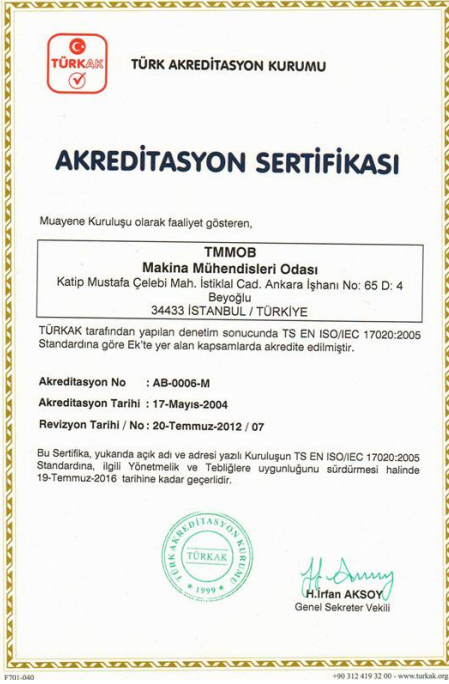 TÜRKAK
TÜRK AKREDİTASYON KURUMU
AKREDİTASYON SERTİFİKASI
Muayene Kuruluşu olarak faaliyet gösteren,
TMMOB
Makina Mühendisleri Odası
Katip Mustafa Çelebi Mah. İstiklal Cad. Ankara İşhanı No: 65 D: 4
Beyoğlu
34433 İSTANBUL / TÜRKİYE
TÜRKAK tarafından yapılan denetim sonucunda TS EN ISO/IEC 17020:2005
Standardına göre Ek'te yer alan kapsamlarda akredite edilmiştir.
Akreditasyon No : AB-0006-M
Akreditasyon Tarihi : 17-Mayıs-2004
Revizyon Tarihi / No : 20-Temmuz-2012 / 07
Bu Sertifika, yukarıda açık adı ve adresi yazılı Kuruluşun TS EN ISO/IEC 17020:2005
Standardına, ilgili Yönetmelik ve Tebliğlere uygunluğunu sürdürmesi halinde
19-Temmuz-2016 tarihine kadar geçerlidir.
TÜRK AKREDİTASYON KURUMU
TÜRKAK
* 1999 *
H.İrfan AKSOY
Genel Sekreter Vekili
F701-040
+90 312 419 32 00 - www.turkak.org